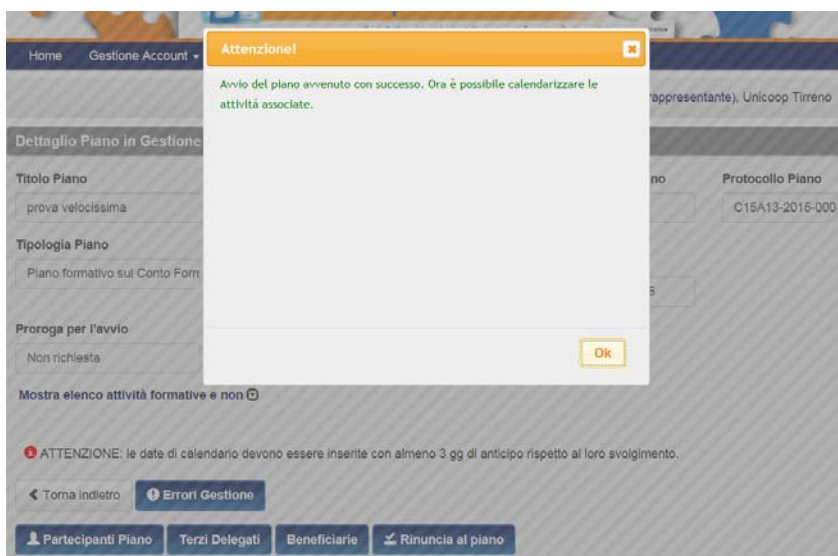 Home Gestione Account
Attenzione!
Avvio del piano avvenuto con successo. Ora è possibile calendarizzare le
attivitá associate.
rappresentante), Unicoop Tirreno
Dettaglio Piano in Gestione
Titolo Piano
no
Protocollo Piano
prova velocissima
C15A13-2015-000
Tipologia Piano
Piano formativo sul Conto Form
5
Proroga per l'avvio
Non richiesta
Ok
Mostra elenco attività formative e non
ATTENZIONE: le date di calendario devono essere inserite con almeno 3 gg di anticipo rispetto al loro svolgimento.
Torna indietro Errori Gestione
Partecipanti Piano Terzi Delegati Beneficiarie Rinuncia al piano